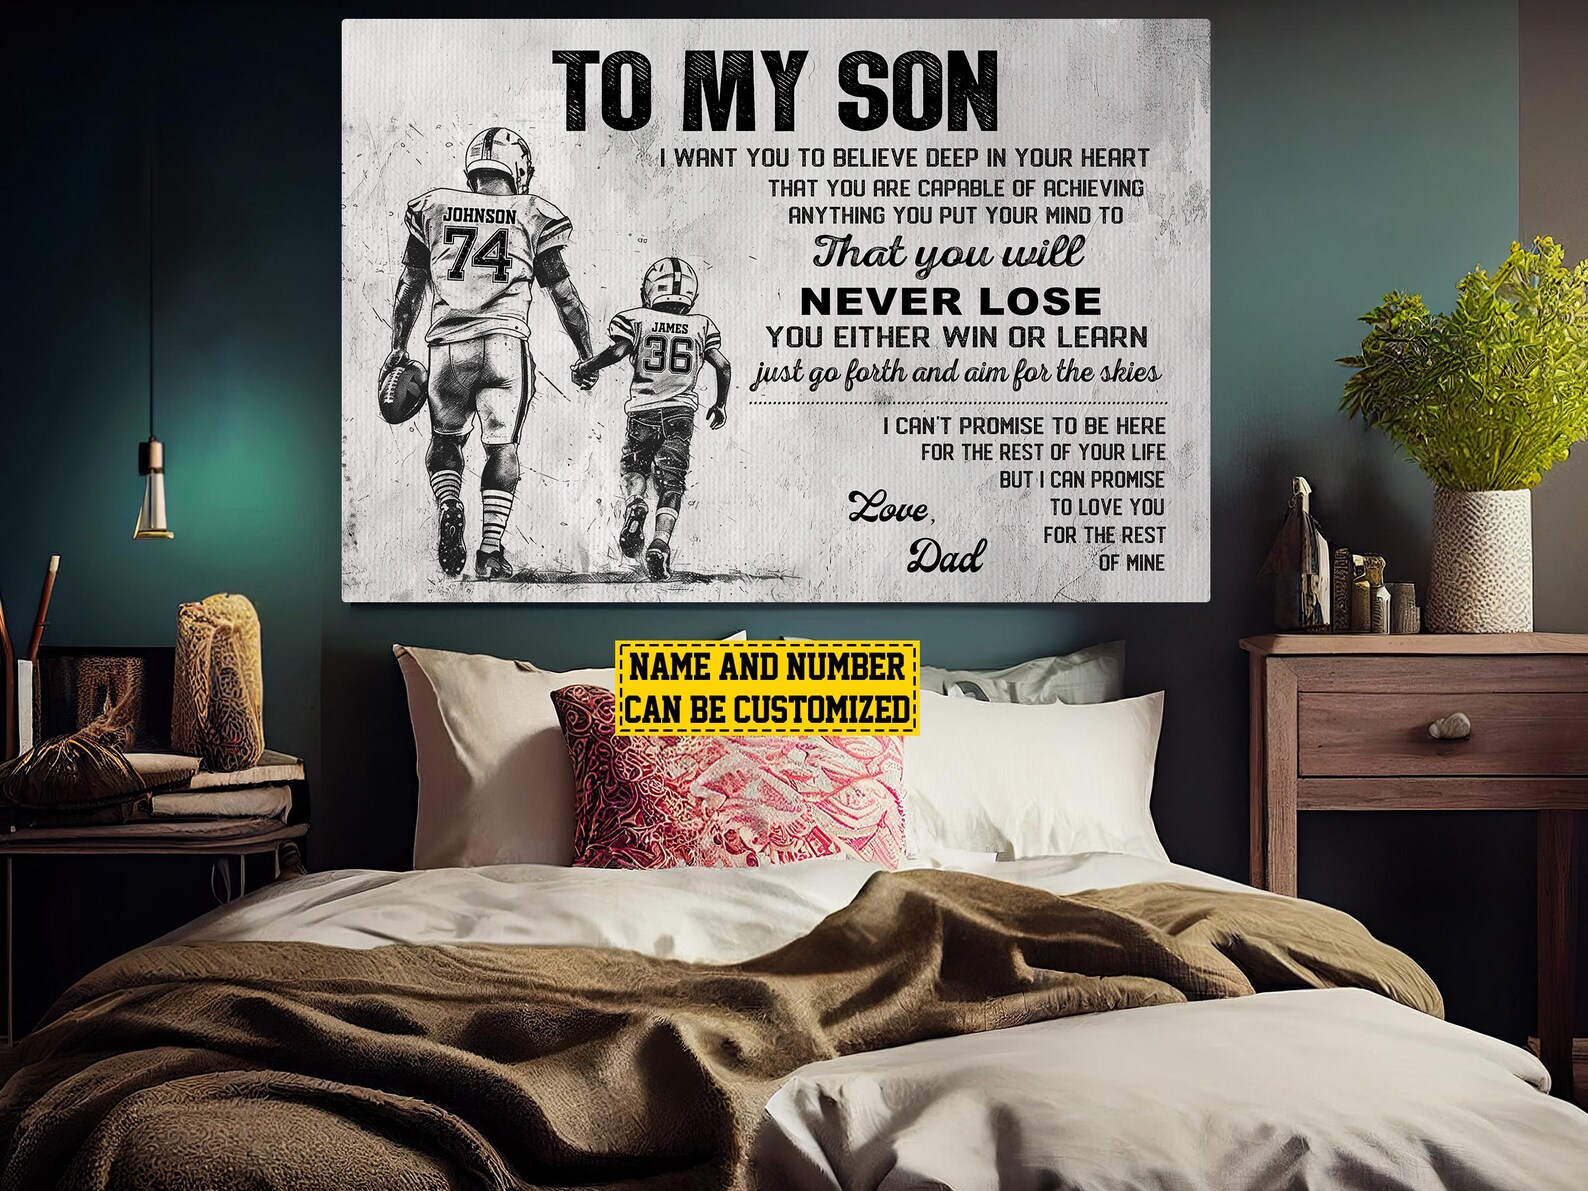 TO MY SON
I WANT YOU TO BELIEVE DEEP IN YOUR HEART
THAT YOU ARE CAPABLE OF ACHIEVING
ANYTHING YOU PUT YOUR MIND TO
That you will
NEVER LOSE
YOU EITHER WIN OR LEARN
just go forth and aim for the skies
I CAN'T PROMISE TO BE HERE
FOR THE REST OF YOUR LIFE
BUT I CAN PROMISE
TO LOVE YOU
FOR THE REST
OF MINE
Love,
Dad
JOHNSON
74
JAMES
36
NAME AND NUMBER
CAN BE CUSTOMIZED